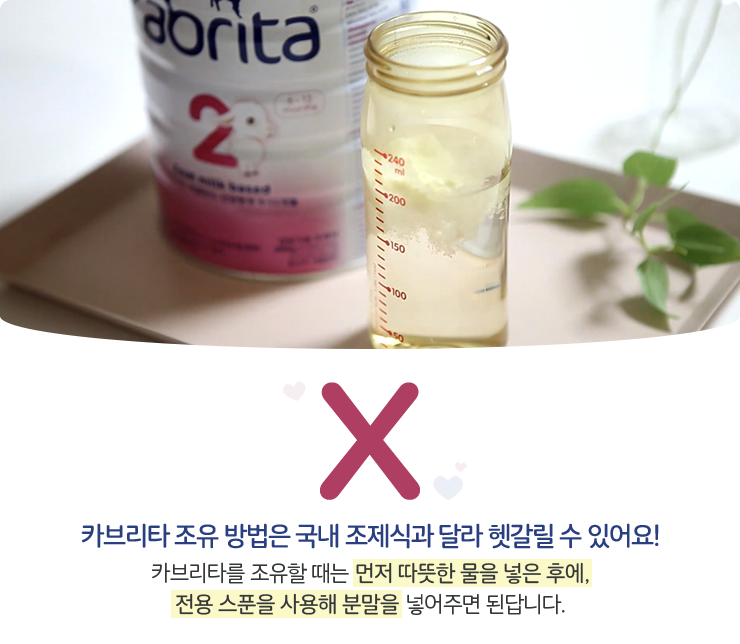 abrita®
2
240
ml
200
150
100
50
X
카브리타 조유 방법은 국내 조제식과 달라 헷갈릴 수 있어요!
카브리타를 조유할 때는 먼저 따뜻한 물을 넣은 후에,
전용 스푼을 사용해 분말을 넣어주면 된답니다.